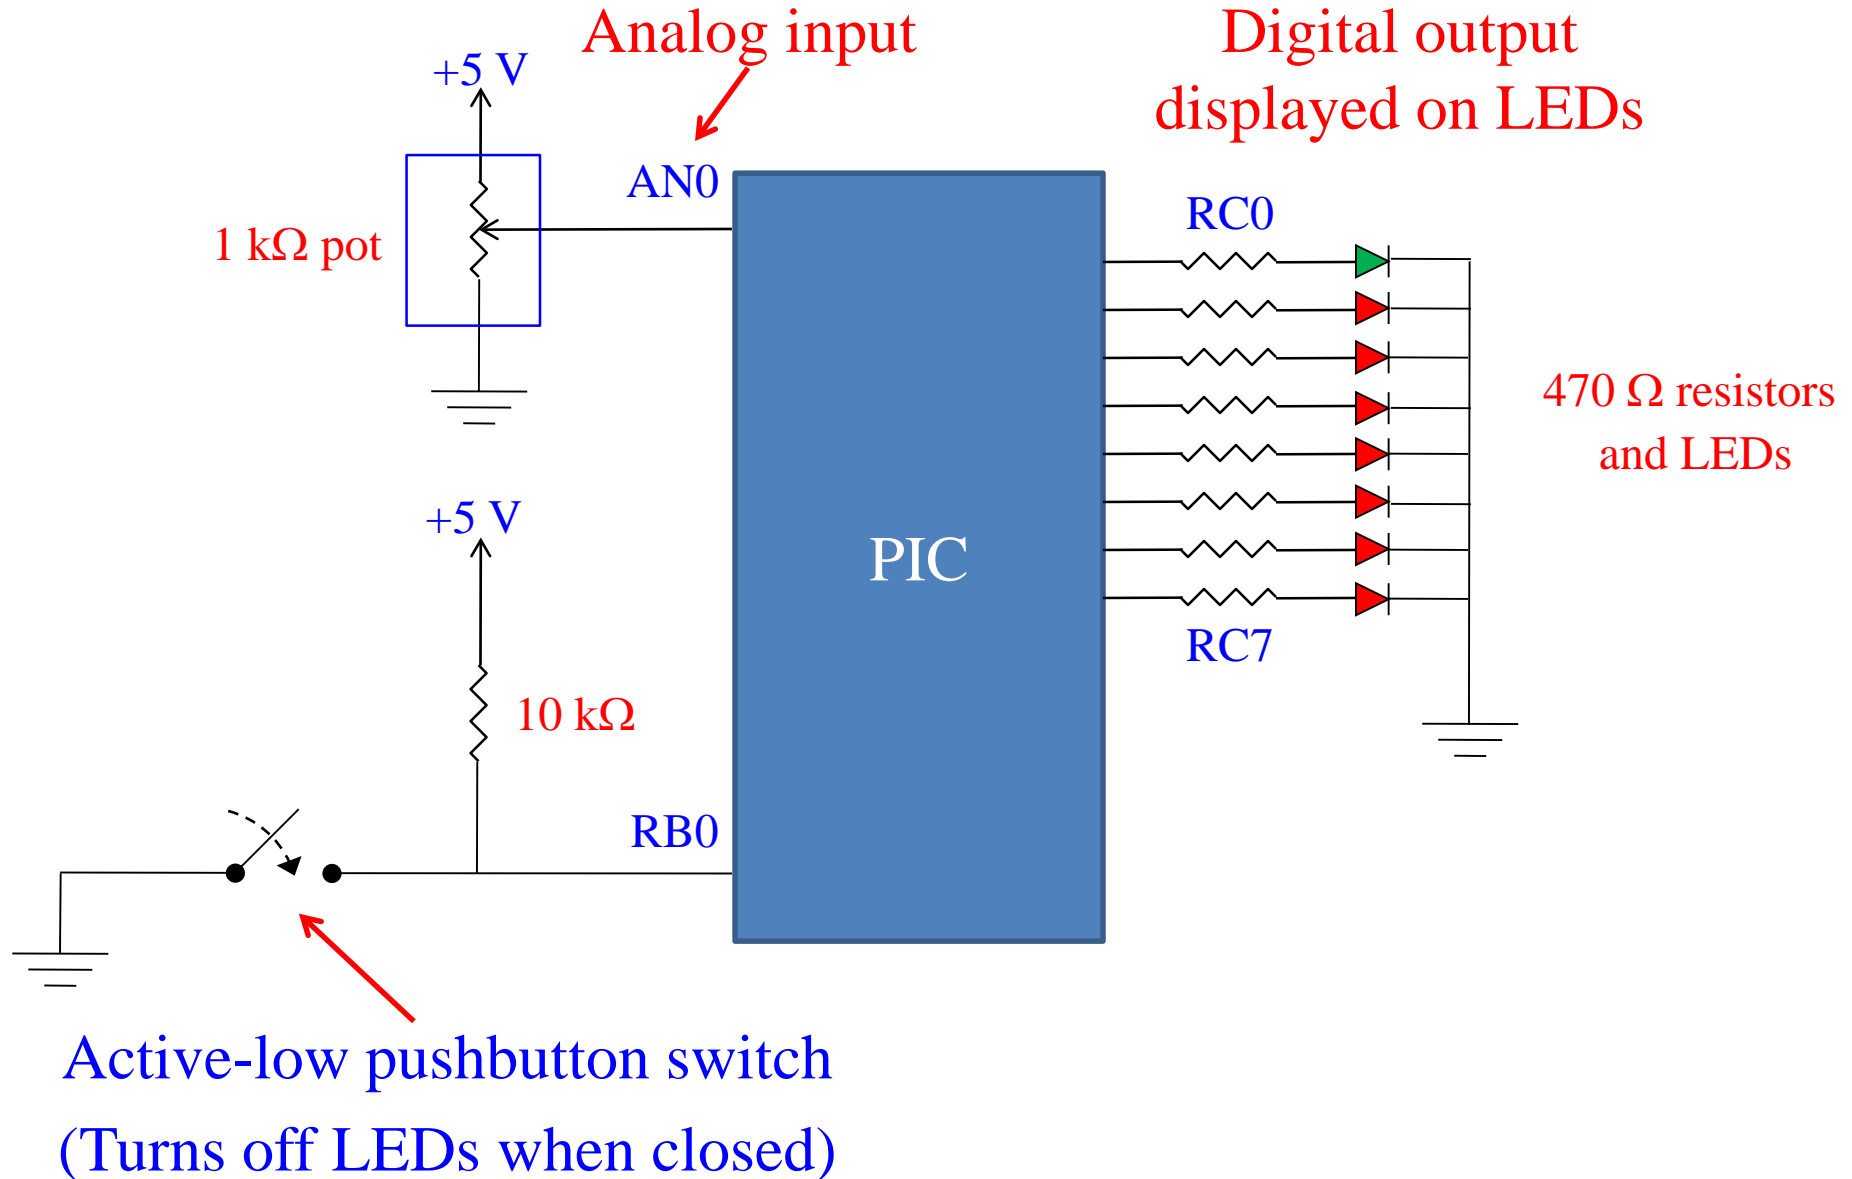 Analog input
Digital output
displayed on LEDs
+5 V
AN0
1 kΩ pot
RC0
470 Ω resistors
and LEDs
+5 V
PIC
RC7
10 kΩ
RB0
Active-low pushbutton switch
(Turns off LEDs when closed)